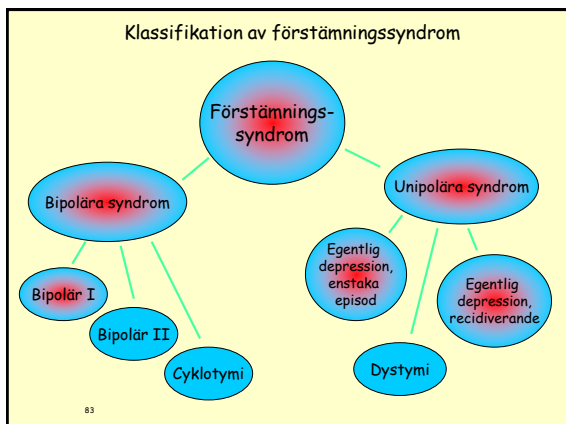 Klassifikation av förstämningssyndrom
Förstämnings-
syndrom
Bipolära syndrom
Unipolära syndrom
Bipolär I
Bipolär II
Cyklotymi
Egentlig
depression,
enstaka
episod
Dystymi
Egentlig
depression,
recidiverande
83